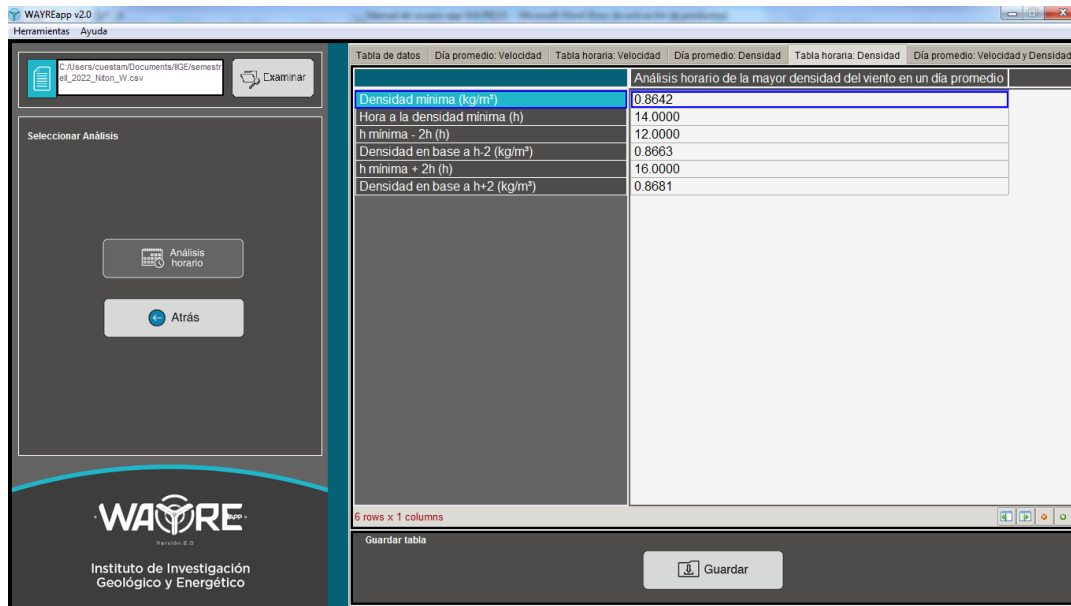 WAYREapp v2.0
Herramientas Ayuda
C:/Users/cuestam/Documents/IIGE/semestr
eII_2022_Niton_W.csv
Examinar
Seleccionar Análisis
Análisis
horario
Atrás
WAYRE APP
Versión 2.0
Instituto de Investigación
Geológico y Energético
Tabla de datos Día promedio: Velocidad Tabla horaria: Velocidad Día promedio: Densidad Tabla horaria: Densidad Día promedio: Velocidad y Densidad
Análisis horario de la mayor densidad del viento en un día promedio
Densidad mínima (kg/m³) 0.8642
Hora a la densidad mínima (h) 14.0000
h mínima - 2h (h) 12.0000
Densidad en base a h-2 (kg/m³) 0.8663
h mínima + 2h (h) 16.0000
Densidad en base a h+2 (kg/m³) 0.8681
6 rows x 1 columns
Guardar tabla
Guardar